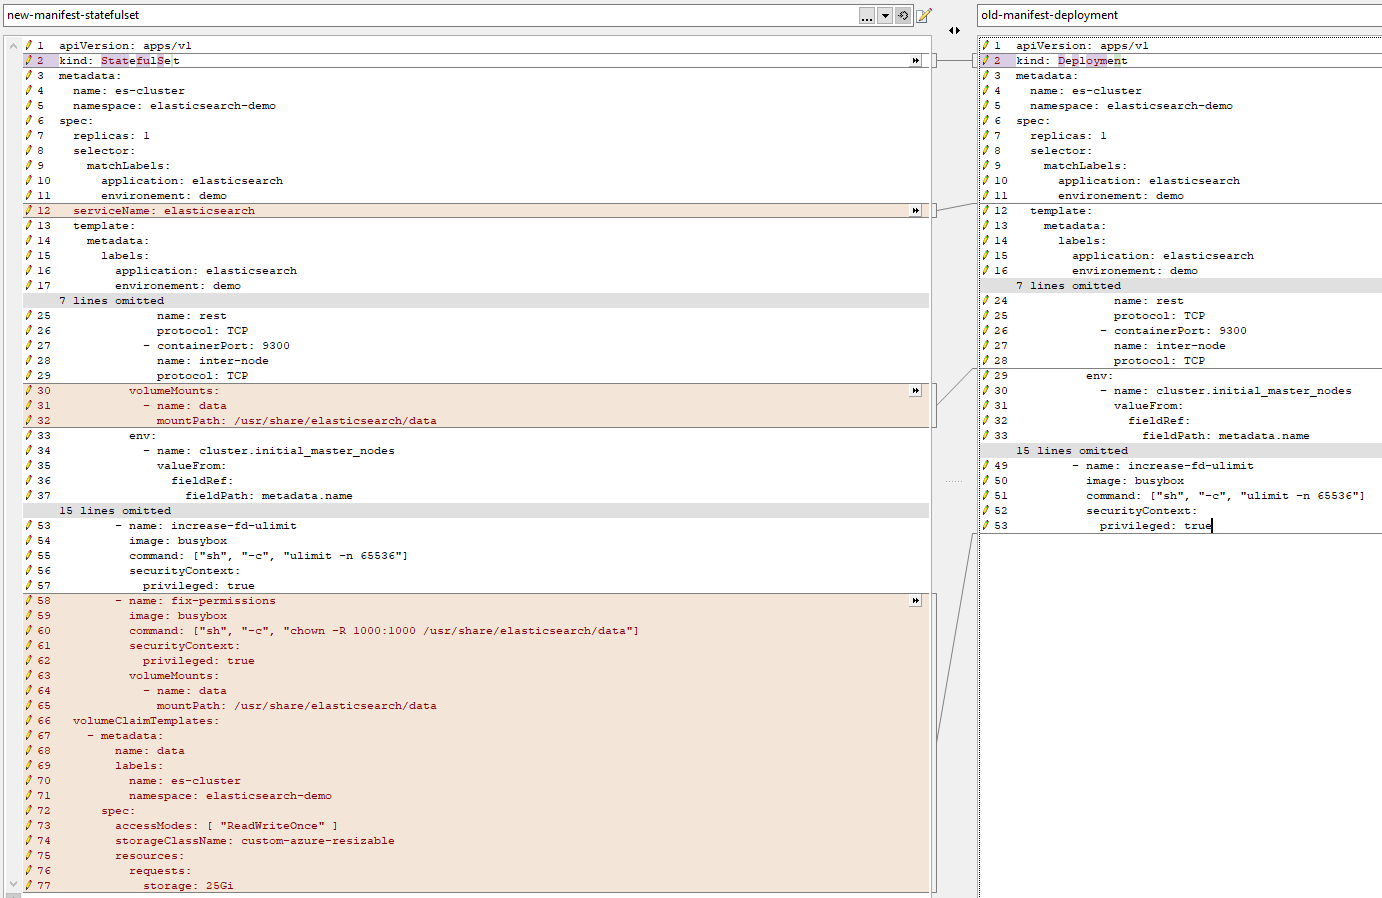 new-manifest-statefulset
...
1 apiVersion: apps/v1
2 kind: StatefulSet
3 metadata:
4 name: es-cluster
5 namespace: elasticsearch-demo
6 spec:
7 replicas: 1
8 selector:
9 matchLabels:
10 application: elasticsearch
11 environement: demo
12 serviceName: elasticsearch
13 template:
14 metadata:
15 labels:
16 application: elasticsearch
17 environement: demo
7 lines omitted
25 name: rest
26 protocol: TCP
27 - containerPort: 9300
28 name: inter-node
29 protocol: TCP
30 volumeMounts:
31 - name: data
32 mountPath: /usr/share/elasticsearch/data
33 env:
34 - name: cluster.initial_master_nodes
35 valueFrom:
36 fieldRef:
37 fieldPath: metadata.name
15 lines omitted
53 - name: increase-fd-ulimit
54 image: busybox
55 command: ["sh", "-c", "ulimit -n 65536"]
56 securityContext:
57 privileged: true
58 - name: fix-permissions
59 image: busybox
60 command: ["sh", "-c", "chown -R 1000:1000 /usr/share/elasticsearch/data"]
61 securityContext:
62 privileged: true
63 volumeMounts:
64 - name: data
65 mountPath: /usr/share/elasticsearch/data
66 volumeClaimTemplates:
67 - metadata:
68 name: data
69 labels:
70 name: es-cluster
71 namespace: elasticsearch-demo
72 spec:
73 accessModes: [ "ReadWriteOnce" ]
74 storageClassName: custom-azure-resizable
75 resources:
76 requests:
77 storage: 25Gi
old-manifest-deployment
1 apiVersion: apps/v1
2 kind: Deployment
3 metadata:
4 name: es-cluster
5 namespace: elasticsearch-demo
6 spec:
7 replicas: 1
8 selector:
9 matchLabels:
10 application: elasticsearch
11 environement: demo
12 template:
13 metadata:
14 labels:
15 application: elasticsearch
16 environement: demo
7 lines omitted
24 name: rest
25 protocol: TCP
26 - containerPort: 9300
27 name: inter-node
28 protocol: TCP
29 env:
30 - name: cluster.initial_master_nodes
31 valueFrom:
32 fieldRef:
33 fieldPath: metadata.name
15 lines omitted
49 - name: increase-fd-ulimit
50 image: busybox
51 command: ["sh", "-c", "ulimit -n 65536"]
52 securityContext:
53 privileged: true